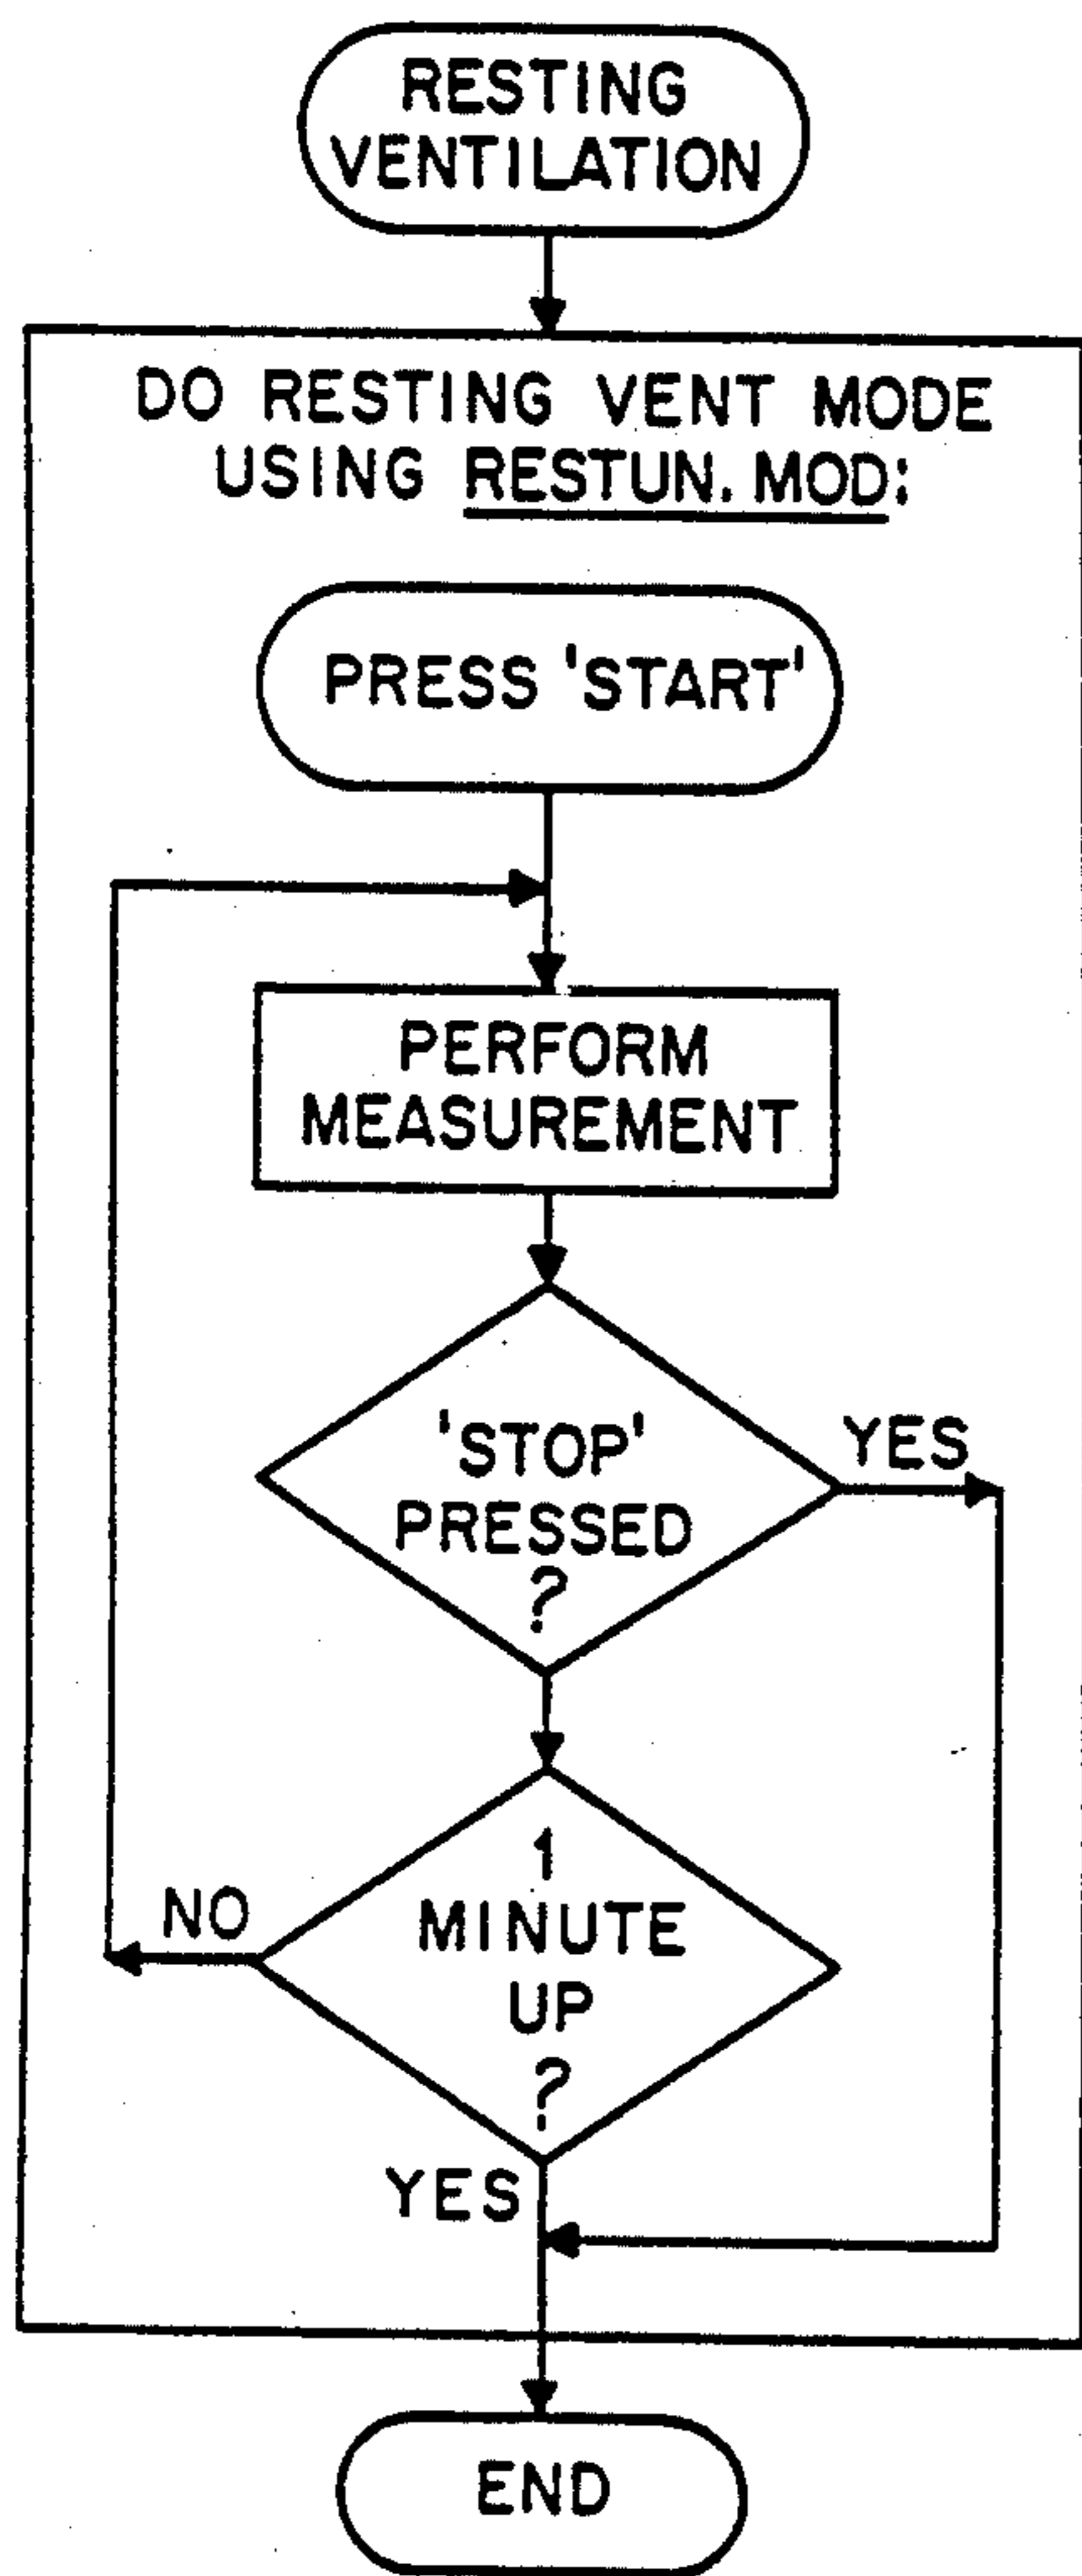 RESTING
VENTILATION
DO RESTING VENT MODE
USING RESTUN.MOD:
PRESS 'START'
PERFORM
MEASUREMENT
'STOP'
PRESSED
?
YES
1
MINUTE
UP
?
NO
YES
END